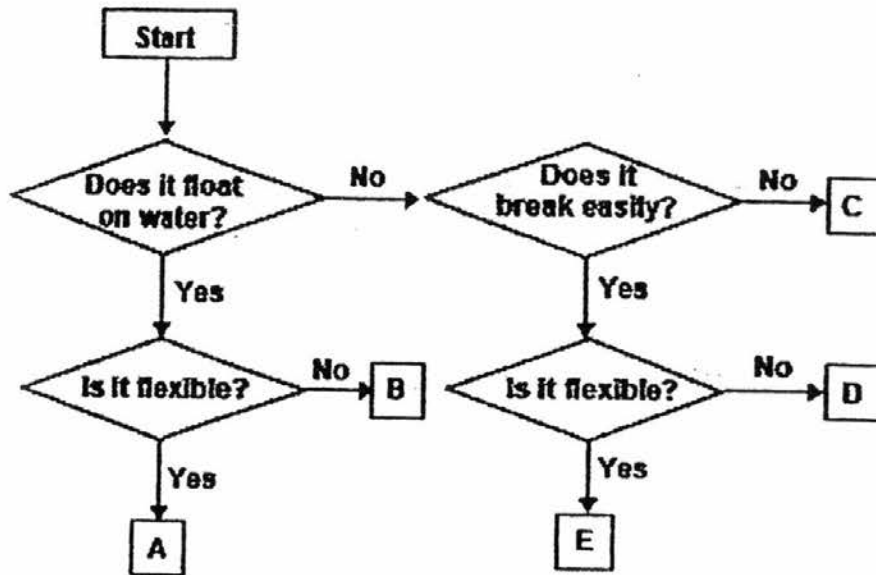 Start
Does it float
on water?
No
Does it
break easily?
No
C
Yes
Yes
Is it flexible?
No
B
Is it flexible?
No
D
Yes
Yes
A
E